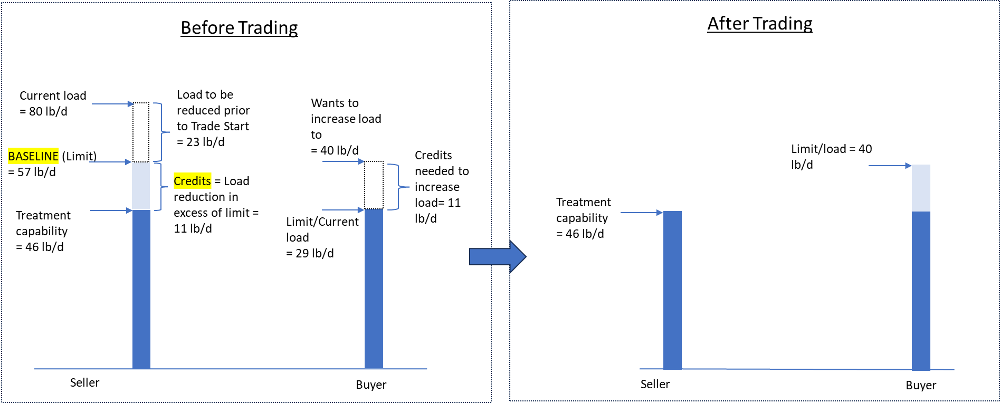 Before Trading
Current load
= 80 lb/d
Load to be
reduced prior
to Trade Start
= 23 lb/d
BASELINE (Limit)
= 57 lb/d
Credits = Load
reduction in
excess of limit =
11 lb/d
Treatment
capability
= 46 lb/d
Wants to
increase load
to
= 40 lb/d
Credits
needed to
increase
load= 11
lb/d
Limit/Current
load
= 29 lb/d
Seller
Buyer
After Trading
Treatment
capability
= 46 lb/d
Limit/load = 40
lb/d
Seller
Buyer